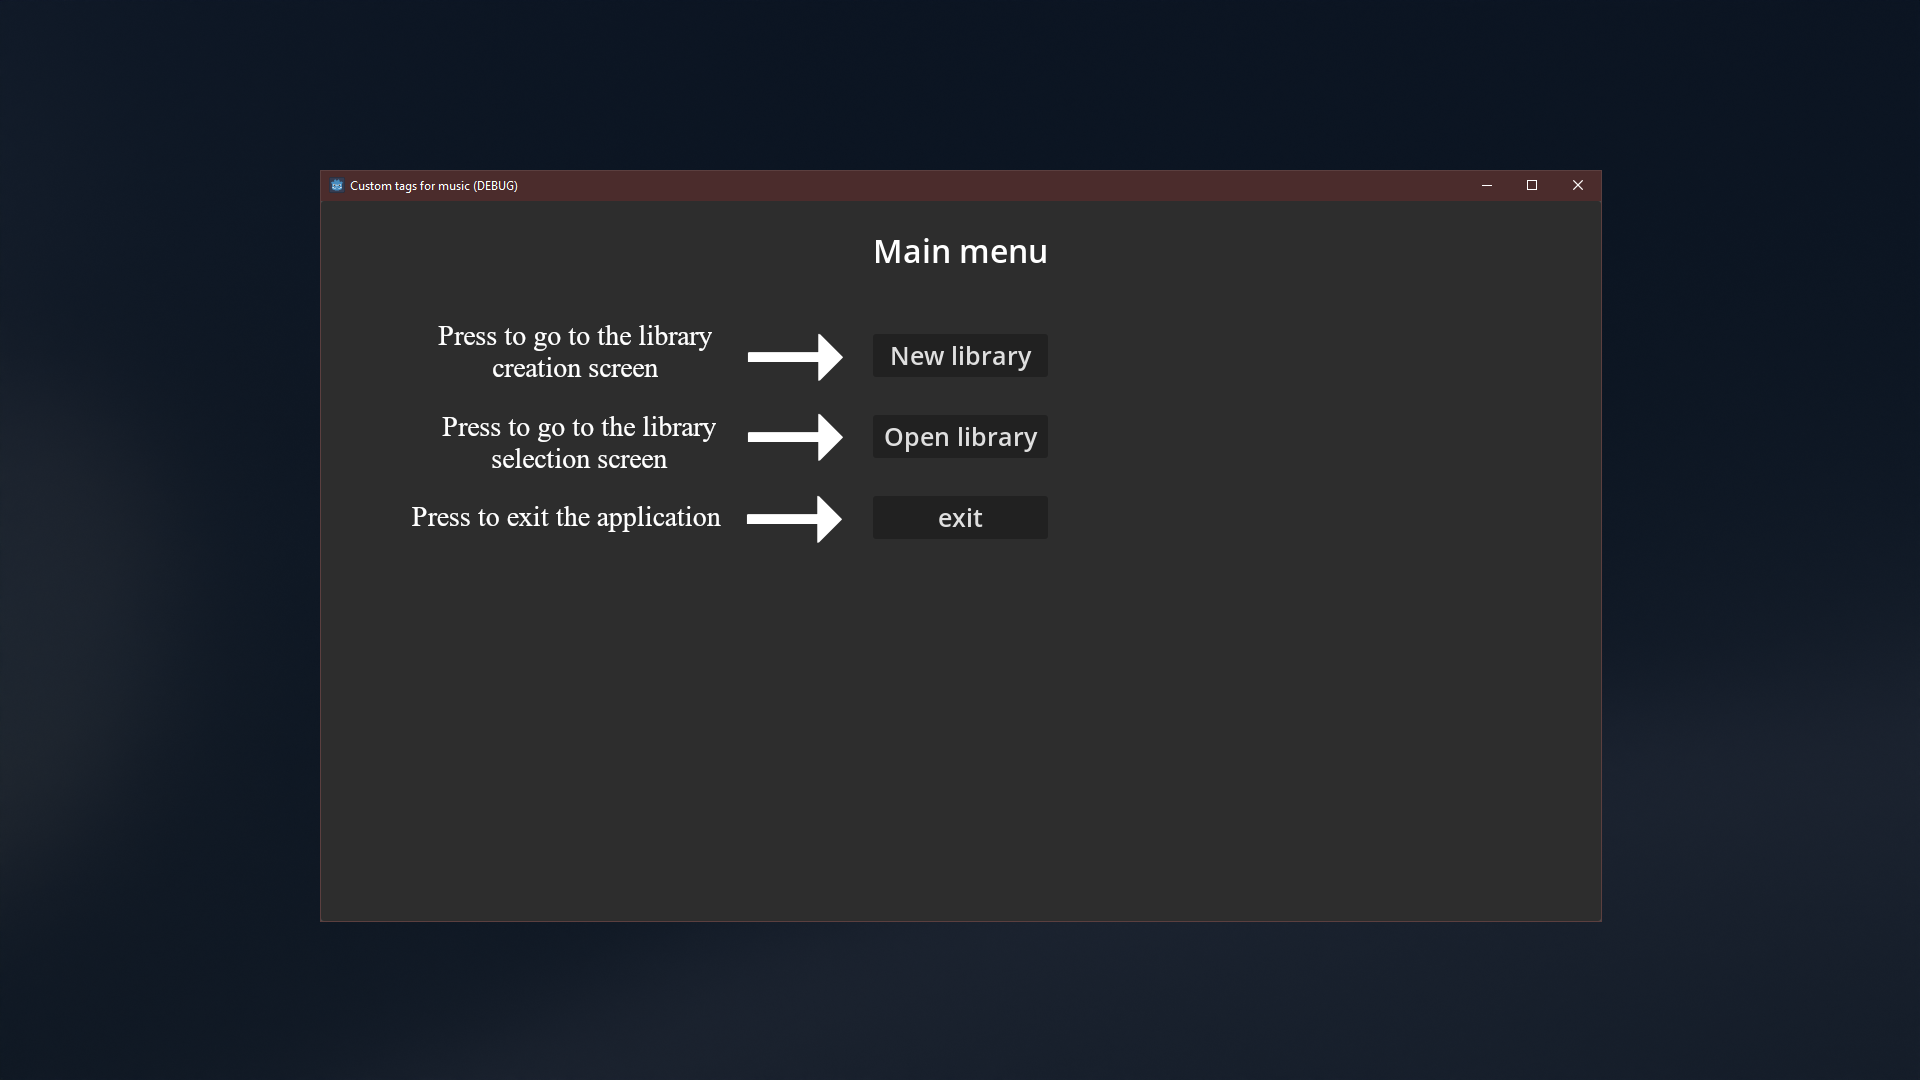 Custom tags for music (DEBUG)
Main menu
Press to go to the library
creation screen
New library
Press to go to the library
selection screen
Open library
Press to exit the application
exit